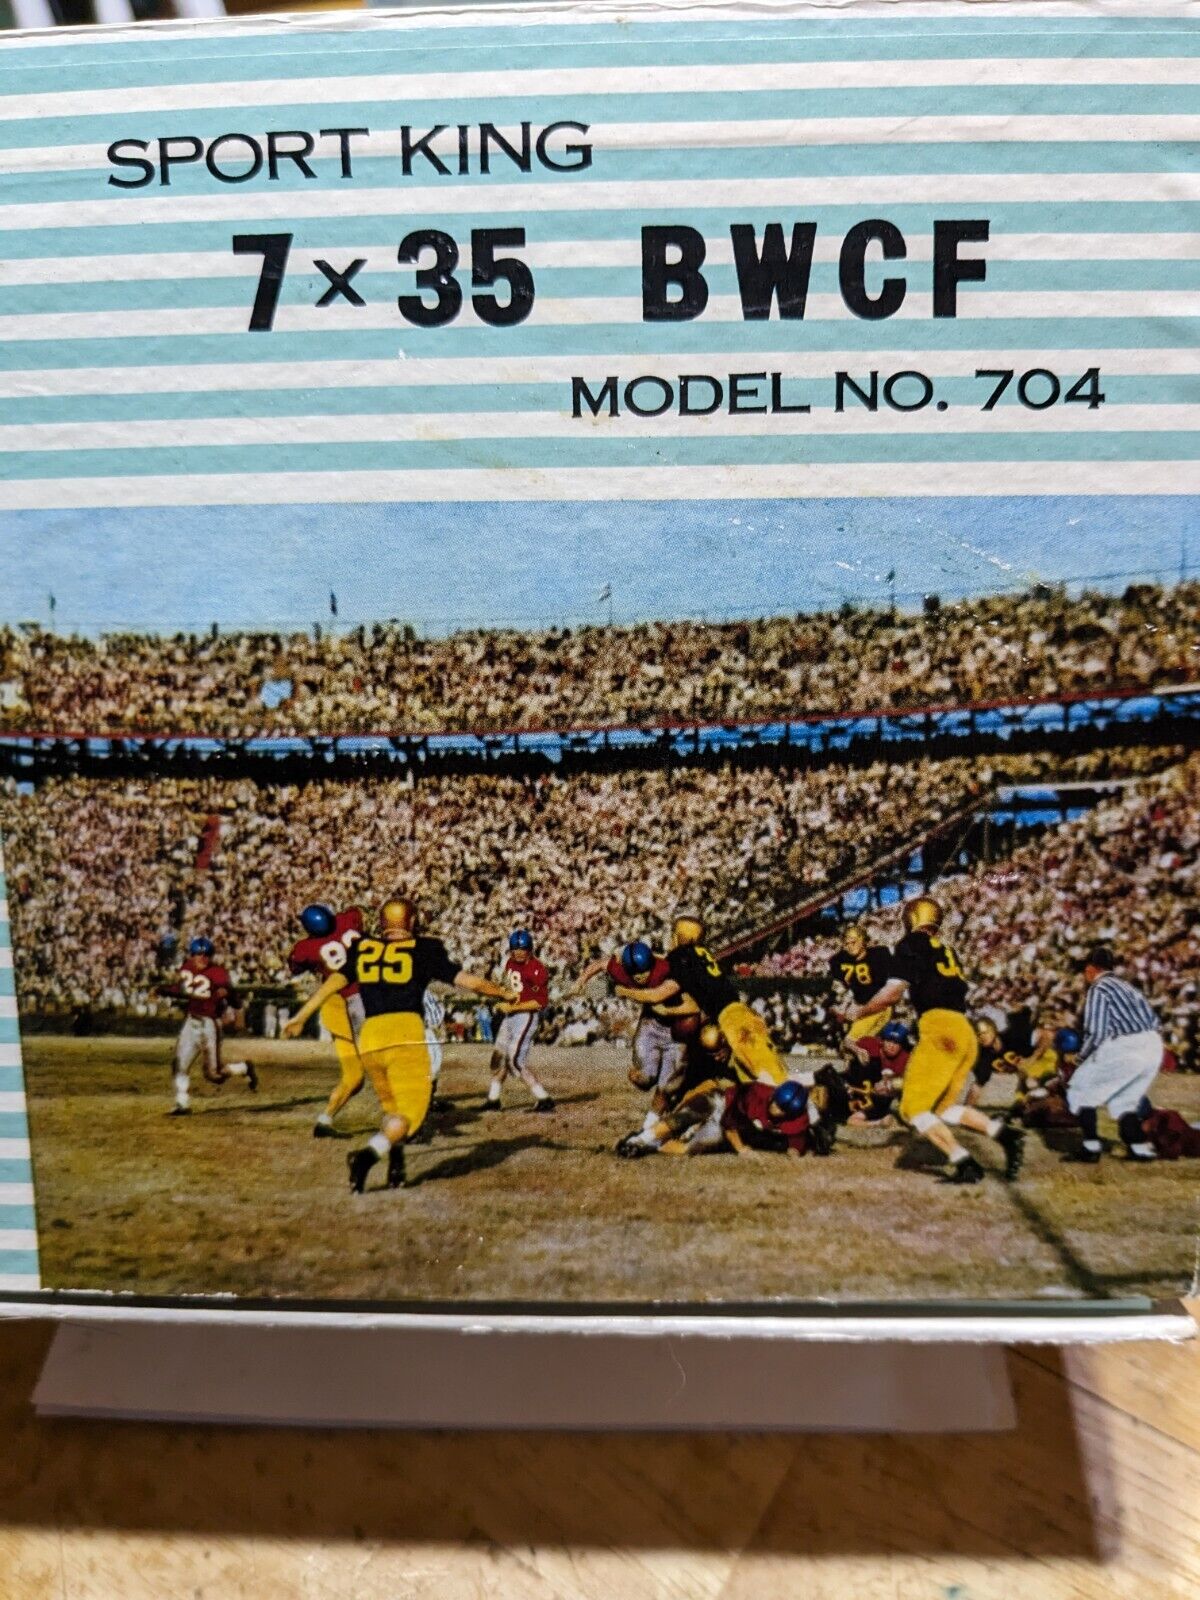 SPORT KING
7 x 35 BWCF
MODEL NO. 704
22
25
78